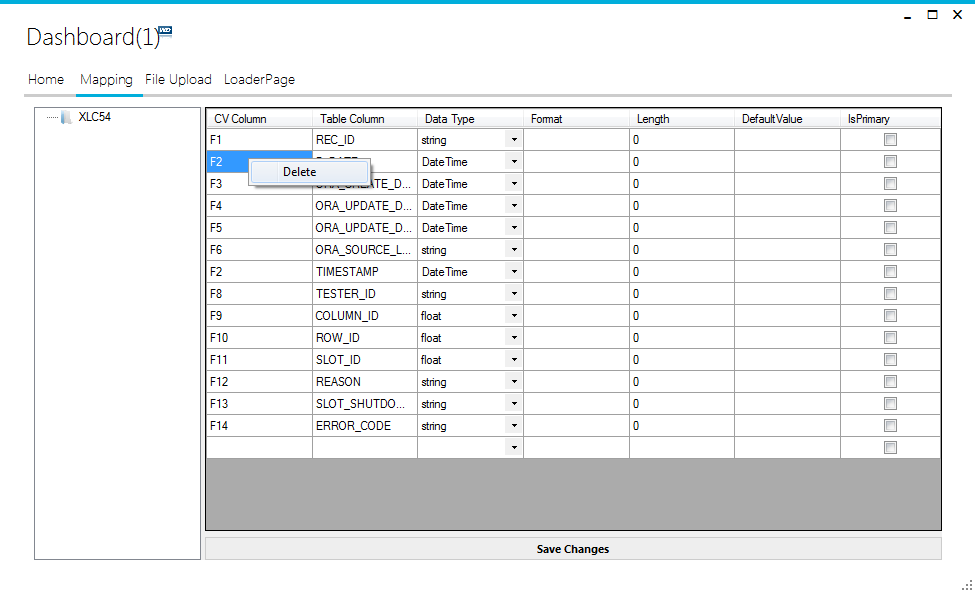 Dashboard(1)
Home Mapping File Upload LoaderPage
XLC54
CV Column Table Column Data Type Format Length DefaultValue IsPrimary
F1 REC_ID string 0
F2 DateTime 0
Delete
F3 ORA_CREATE_D... DateTime 0
F4 ORA_UPDATE_D... DateTime 0
F5 ORA_UPDATE_D... DateTime 0
F6 ORA_SOURCE_L... string 0
F2 TIMESTAMP DateTime 0
F8 TESTER_ID string 0
F9 COLUMN_ID float 0
F10 ROW_ID float 0
F11 SLOT_ID float 0
F12 REASON string 0
F13 SLOT_SHUTDO... string 0
F14 ERROR_CODE string 0
Save Changes